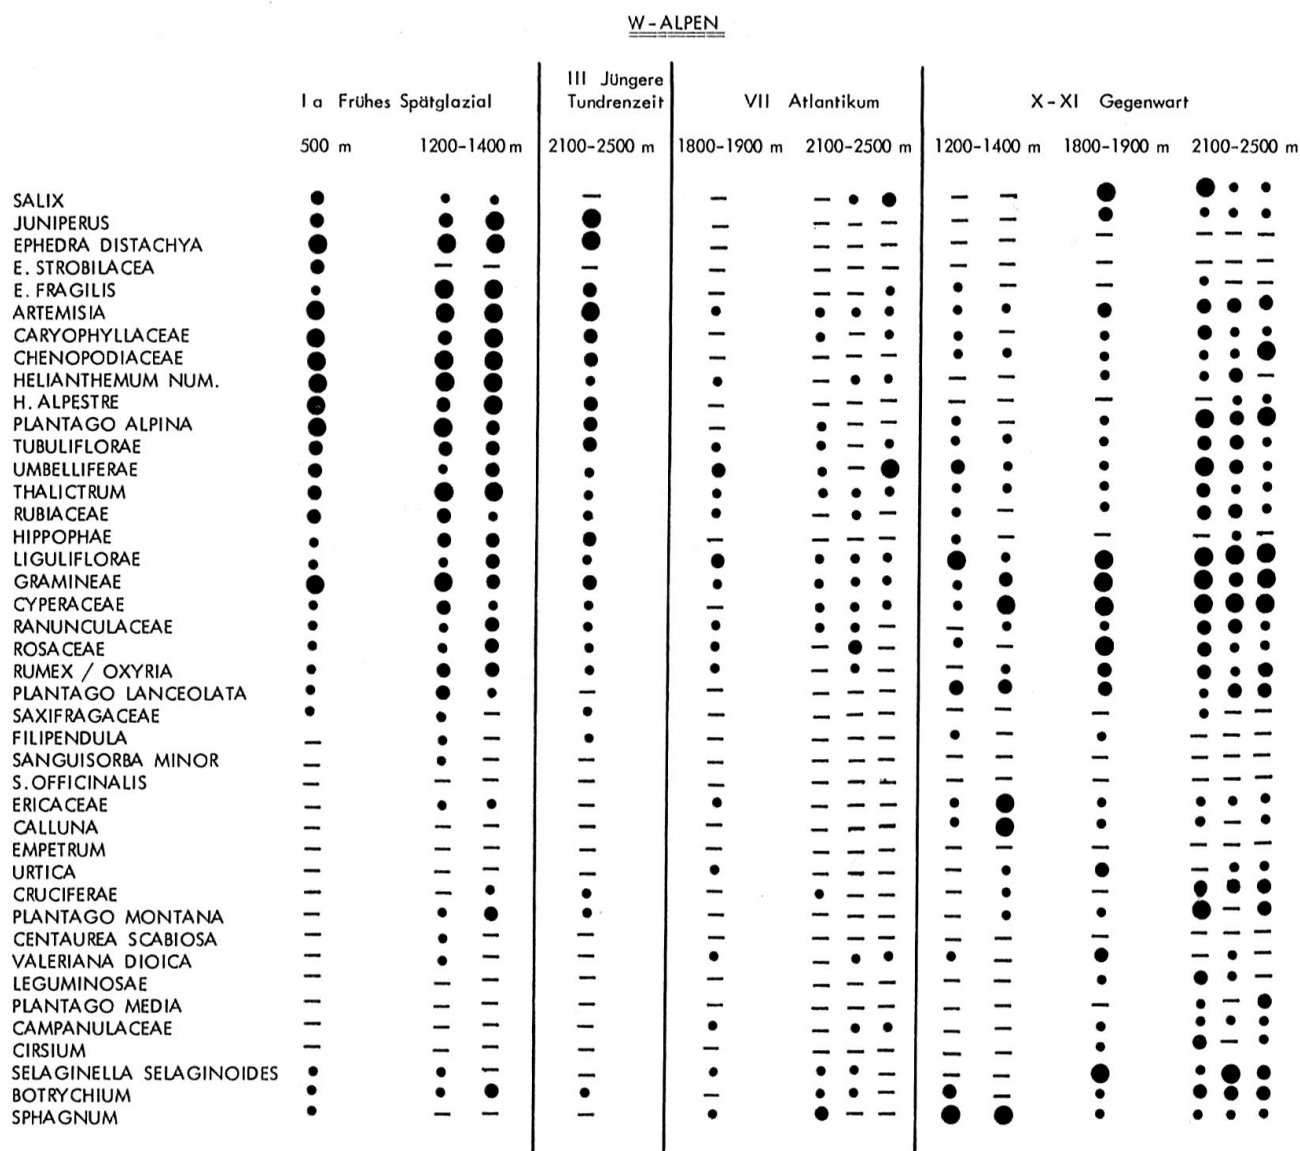 W-ALPEN
Ia Frühes Spätglazial
III Jüngere
Tundrenzeit
VII Atlantikum
X-XI Gegenwart
500 m 1200-1400 m 2100-2500 m 1800-1900 m 2100-2500 m 1200-1400 m 1800-1900 m 2100-2500 m
SALIX
JUNIPERUS
EPHEDRA DISTACHYA
E. STROBILACEA
E. FRAGILIS
ARTEMISIA
CARYOPHYLLACEAE
CHENOPODIACEAE
HELIANTHEMUM NUM.
H. ALPESTRE
PLANTAGO ALPINA
TUBULIFLORAE
UMBELLIFERAE
THALICTRUM
RUBIACEAE
HIPPOPHAE
LIGULIFLORAE
GRAMINEAE
CYPERACEAE
RANUNCULACEAE
ROSACEAE
RUMEX / OXYRIA
PLANTAGO LANCEOLATA
SAXIFRAGACEAE
FILIPENDULA
SANGUISORBA MINOR
S.OFFICINALIS
ERICACEAE
CALLUNA
EMPETRUM
URTICA
CRUCIFERAE
PLANTAGO MONTANA
CENTAUREA SCABIOSA
VALERIANA DIOICA
LEGUMINOSAE
PLANTAGO MEDIA
CAMPANULACEAE
CIRSIUM
SELAGINELLA SELAGINOIDES
BOTRYCHIUM
SPHAGNUM